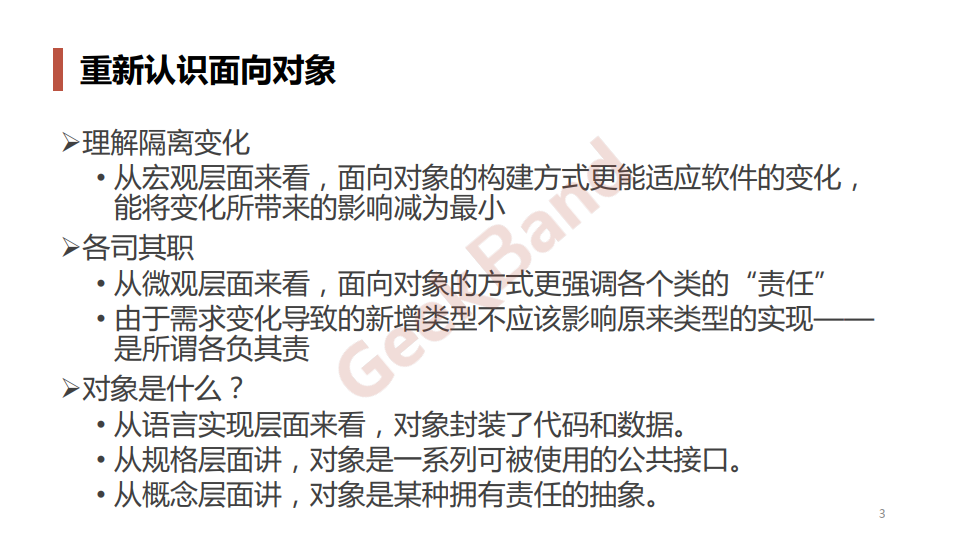 重新认识面向对象
➢理解隔离变化
• 从宏观层面来看，面向对象的构建方式更能适应软件的变化，
能将变化所带来的影响减为最小
➢各司其职
• 从微观层面来看，面向对象的方式更强调各个类的“责任”
• 由于需求变化导致的新增类型不应该影响原来类型的实现——
是所谓各负其责
➢对象是什么？
• 从语言实现层面来看，对象封装了代码和数据。
• 从规格层面讲，对象是一系列可被使用的公共接口。
• 从概念层面讲，对象是某种拥有责任的抽象。
GeekBand
3